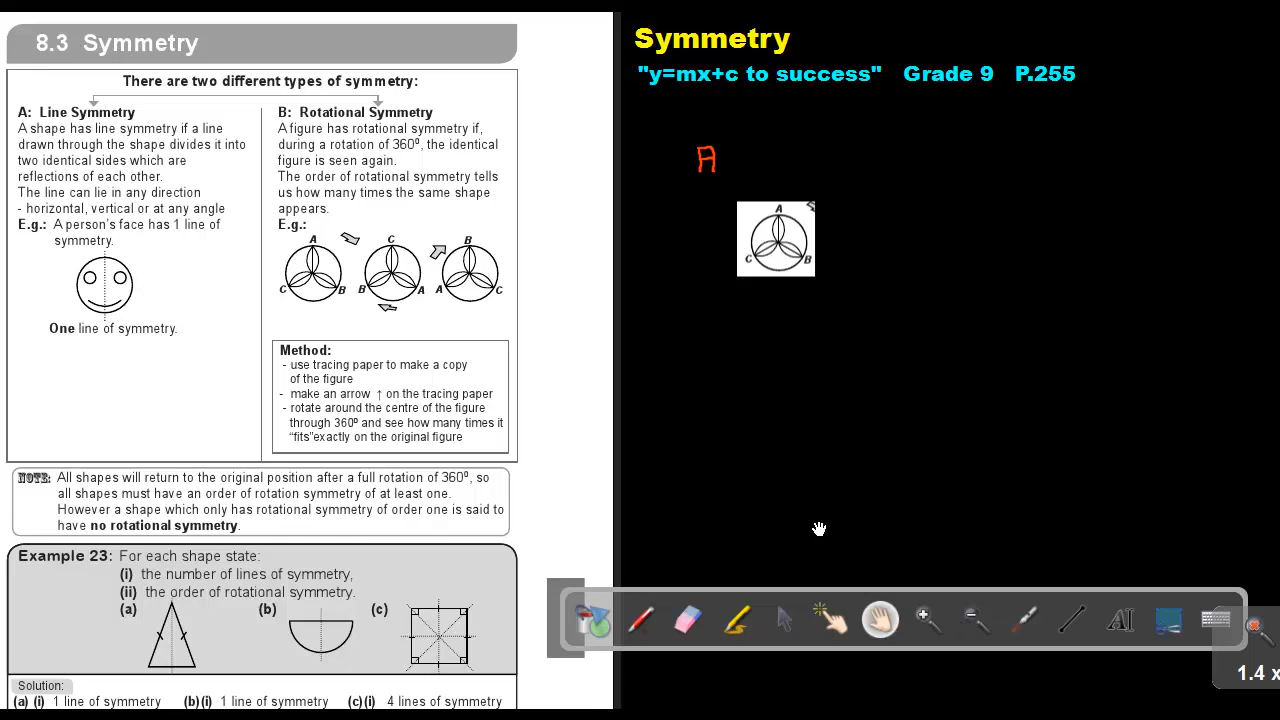 8.3 Symmetry
There are two different types of symmetry:
A: Line Symmetry
A shape has line symmetry if a line
drawn through the shape divides it into
two identical sides which are
reflections of each other.
The line can lie in any direction
- horizontal, vertical or at any angle
E.g.: A person's face has 1 line of
symmetry.
One line of symmetry.
B: Rotational Symmetry
A figure has rotational symmetry if,
during a rotation of 360⁰, the identical
figure is seen again.
The order of rotational symmetry tells
us how many times the same shape
appears.
E.g.:
A C B
C B B A A C
Method:
- use tracing paper to make a copy
of the figure
- make an arrow ↑ on the tracing paper
- rotate around the centre of the figure
through 360⁰ and see how many times it
"fits"exactly on the original figure
NOTE: All shapes will return to the original position after a full rotation of 360⁰, so
all shapes must have an order of rotation symmetry of at least one.
However a shape which only has rotational symmetry of order one is said to
have no rotational symmetry.
Example 23: For each shape state:
(i) the number of lines of symmetry,
(ii) the order of rotational symmetry.
(a) (b) (c)
Solution:
(a) (i) 1 line of symmetry (b)(i) 1 line of symmetry (c)(i) 4 lines of symmetry
Symmetry
"y=mx+c to success" Grade 9 P.255
A
A
C B
AI
1.4 x